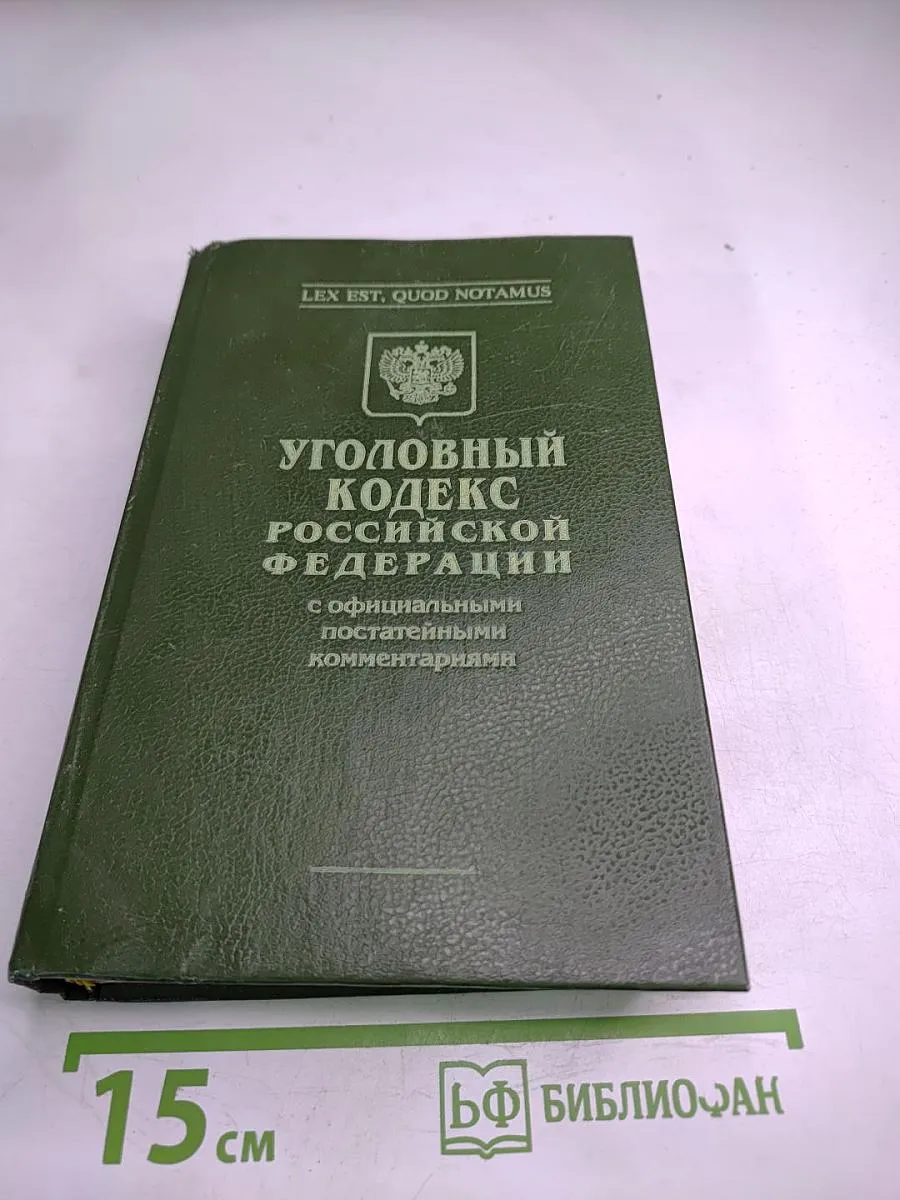 LEX EST, QUOD NOTAMUS
УГОЛОВНЫЙ
КОДЕКС
РОССИЙСКОЙ
ФЕДЕРАЦИИ
с официальными
постатейными
комментариями
15 см
БФ БИБЛИОФАН